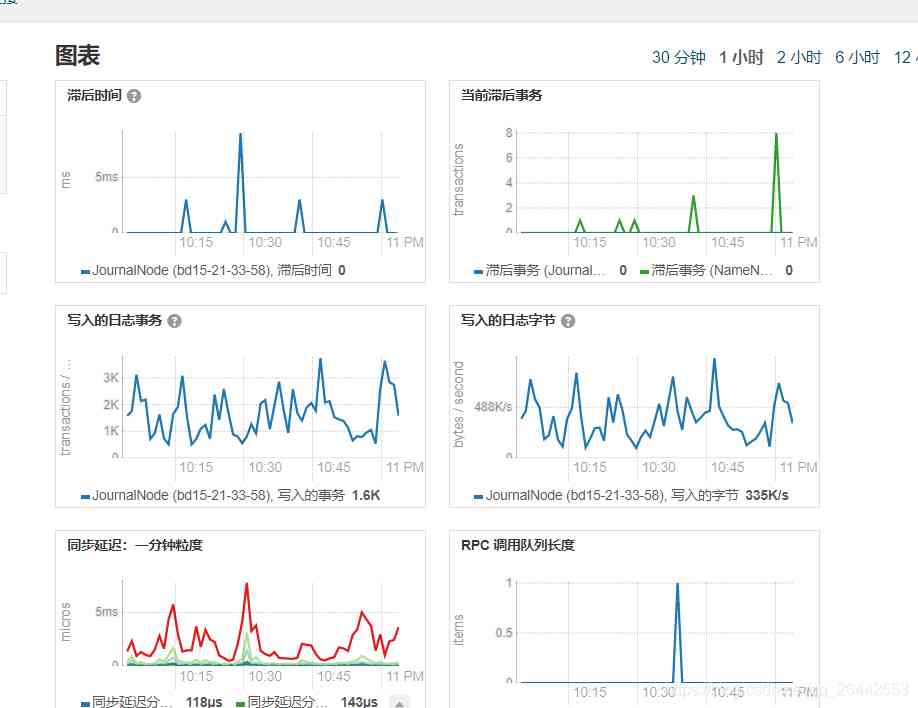 图表
30 分钟 1 小时 2 小时 6 小时 12
滞后时间
ms
5ms
0
10:15 10:30 10:45 11 PM
JournalNode (bd15-21-33-58), 滞后时间 0
当前滞后事务
transactions
8
6
4
2
0
10:15 10:30 10:45 11 PM
滞后事务 (Journal... 0 滞后事务 (NameN... 0
写入的日志事务
transactions / ...
3K
2K
1K
0
10:15 10:30 10:45 11 PM
JournalNode (bd15-21-33-58), 写入的事务 1.6K
写入的日志字节
bytes / second
488K/s
0
10:15 10:30 10:45 11 PM
JournalNode (bd15-21-33-58), 写入的字节 335K/s
同步延迟：一分钟粒度
micros
5ms
0
10:15 10:30 10:45 11 PM
同步延迟分... 118μs 同步延迟分... 143μs
RPC 调用队列长度
items
1
0.5
0
10:15 10:30 10:45 11 PM